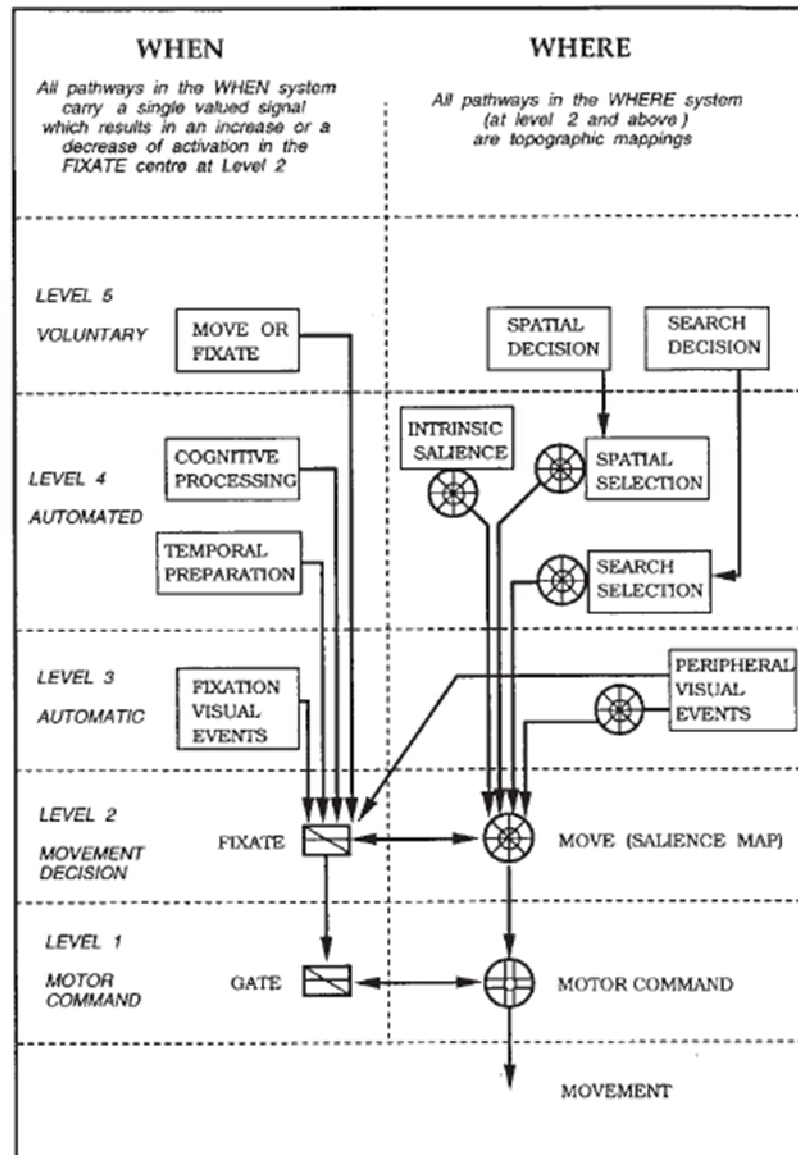 WHEN
All pathways in the WHEN system
carry a single valued signal
which results in an increase or a
decrease of activation in the
FIXATE centre at Level 2
WHERE
All pathways in the WHERE system
(at level 2 and above)
are topographic mappings
LEVEL 5
VOLUNTARY
MOVE OR
FIXATE
SPATIAL
DECISION
SEARCH
DECISION
LEVEL 4
AUTOMATED
COGNITIVE
PROCESSING
TEMPORAL
PREPARATION
INTRINSIC
SALIENCE
SPATIAL
SELECTION
SEARCH
SELECTION
LEVEL 3
AUTOMATIC
FIXATION
VISUAL
EVENTS
PERIPHERAL
VISUAL
EVENTS
LEVEL 2
MOVEMENT
DECISION
FIXATE
MOVE (SALIENCE MAP)
LEVEL 1
MOTOR
COMMAND
GATE
MOTOR COMMAND
MOVEMENT